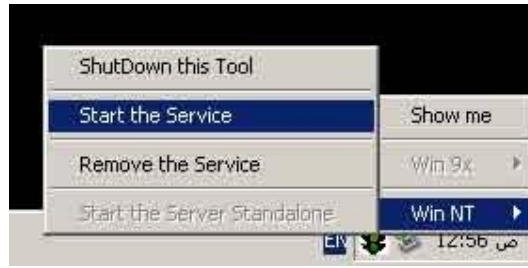 ShutDown this Tool
Start the Service
Show me
Remove the Service
Win 9x
Start the Server Standalone
Win NT
EN
12:56 ص